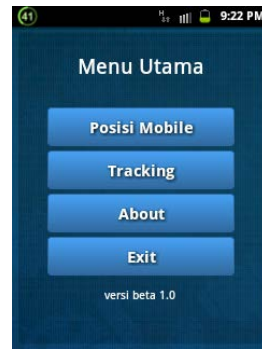 41 H 9:22 PM
Menu Utama
Posisi Mobile
Tracking
About
Exit
versi beta 1.0